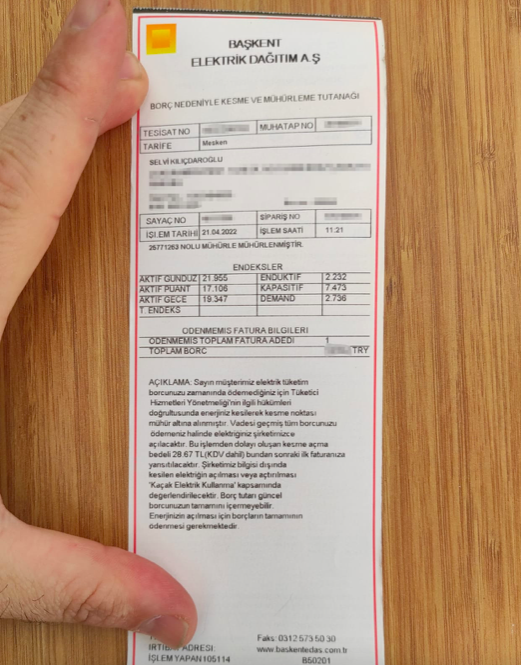 BAŞKENT
ELEKTRİK DAĞITIM A.Ş
BORÇ NEDENİYLE KESME VE MÜHÜRLEME TUTANAĞI
TESİSAT NO MUHATAP NO
TARİFE Mesken
SELVİ KILIÇDAROĞLU
SAYAÇ NO SİPARİŞ NO
İŞLEM TARİHİ 21.04.2022 İŞLEM SAATİ 11:21
25771263 NOLU MÜHÜRLE MÜHÜRLENMİŞTİR.
ENDEKSLER
AKTİF GÜNDÜZ 21.955 ENDÜKTİF 2.232
AKTİF PUANT 17.106 KAPASİTİF 7.473
AKTİF GECE 19.347 DEMAND 2.736
T. ENDEKS
ÖDENMEMİŞ FATURA BİLGİLERİ
ÖDENMEMİŞ TOPLAM FATURA ADEDİ 1
TOPLAM BORÇ TRY
AÇIKLAMA: Sayın müşterimiz elektrik tüketim
borcunuzu zamanında ödemediğiniz için Tüketici
Hizmetleri Yönetmeliği'nin ilgili hükümleri
doğrultusunda enerjiniz kesilerek kesme noktası
mühür altına alınmıştır. Vadesi geçmiş tüm borcunuzu
ödemeniz halinde elektriğiniz şirketimizce
açılacaktır. Bu işlemden dolayı oluşan kesme açma
bedeli 28.67 TL(KDV dahil) bundan sonraki ilk faturanıza
yansıtılacaktır. Şirketimiz bilgisi dışında
kesilen elektriğin açılması veya açtırılması
'Kaçak Elektrik Kullanma' kapsamında
değerlendirilecektir. Borç tutarı güncel
borcunuzun tamamını içermeyebilir.
Enerjinizin açılması için borçların tamamının
ödenmesi gerekmektedir.
Faks: 0312 573 50 30
İRTİBAT ADRESİ: www.baskentedas.com.tr
İŞLEM YAPAN 105114 B50201